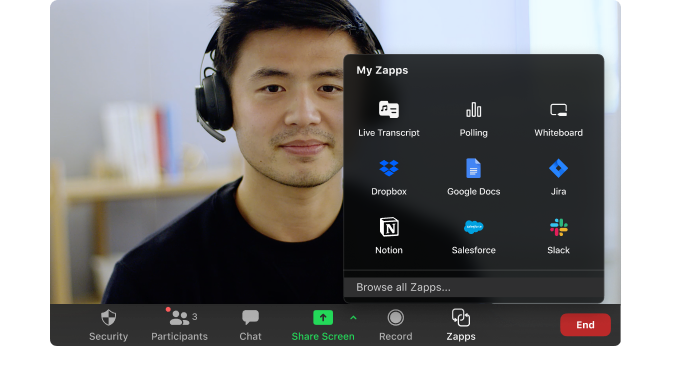 My Zapps
Live Transcript
Polling
Whiteboard
Dropbox
Google Docs
Jira
Notion
Salesforce
Slack
Browse all Zapps...
3
Security
Participants
Chat
Share Screen
Record
Zapps
End